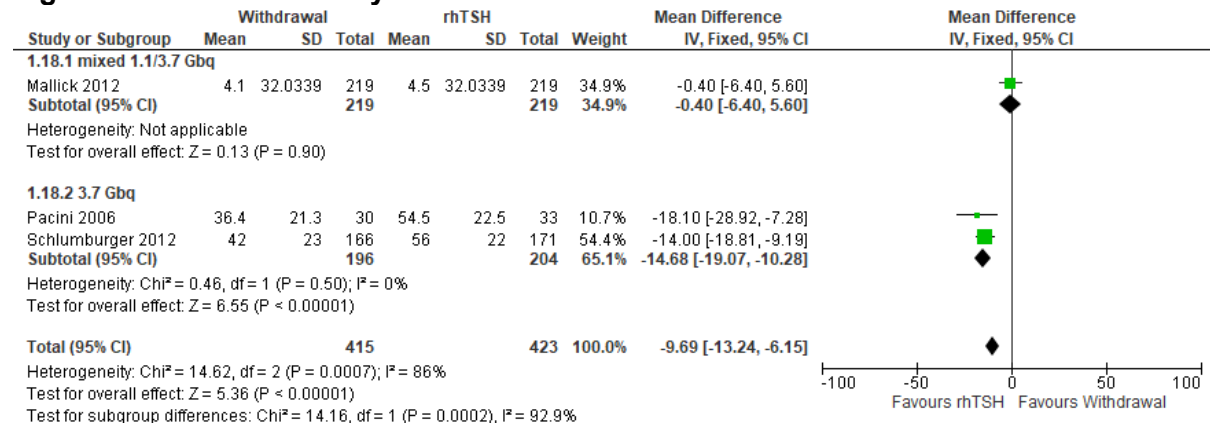 Withdrawal rhTSH Mean Difference Mean Difference
Study or Subgroup Mean SD Total Mean SD Total Weight IV, Fixed, 95% CI IV, Fixed, 95% CI
1.18.1 mixed 1.1/3.7 Gbq
Mallick 2012 4.1 32.0339 219 4.5 32.0339 219 34.9% -0.40 [-6.40, 5.60]
Subtotal (95% CI) 219 219 34.9% -0.40 [-6.40, 5.60]
Heterogeneity: Not applicable
Test for overall effect: Z = 0.13 (P = 0.90)
1.18.2 3.7 Gbq
Pacini 2006 36.4 21.3 30 54.5 22.5 33 10.7% -18.10 [-28.92, -7.28]
Schlumburger 2012 42 23 166 56 22 171 54.4% -14.00 [-18.81, -9.19]
Subtotal (95% CI) 196 204 65.1% -14.68 [-19.07, -10.28]
Heterogeneity: Chi² = 0.46, df = 1 (P = 0.50); I² = 0%
Test for overall effect: Z = 6.55 (P < 0.00001)
Total (95% CI) 415 423 100.0% -9.69 [-13.24, -6.15]
Heterogeneity: Chi² = 14.62, df = 2 (P = 0.0007); I² = 86%
Test for overall effect: Z = 5.36 (P < 0.00001)
Test for subgroup differences: Chi² = 14.16, df = 1 (P = 0.0002), I² = 92.9%
-100 -50 0 50 100
Favours rhTSH Favours Withdrawal